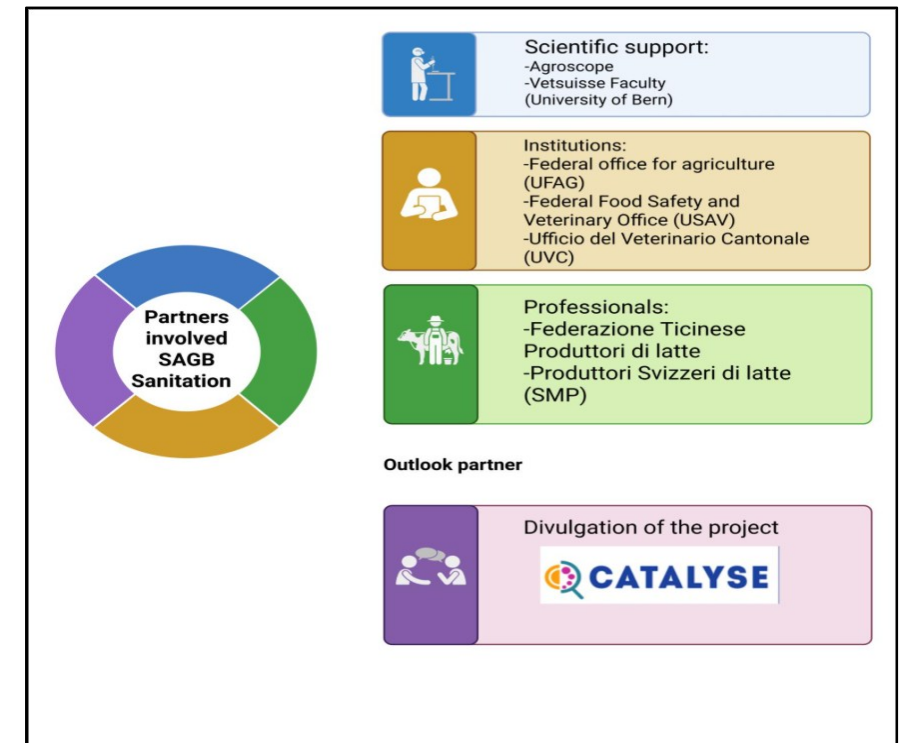 Partners
involved
SAGB
Sanitation
Scientific support:
-Agroscope
-Vetsuisse Faculty
(University of Bern)
Institutions:
-Federal office for agriculture
(UFAG)
-Federal Food Safety and
Veterinary Office (USAV)
-Ufficio del Veterinario Cantonale
(UVC)
Professionals:
-Federazione Ticinese
Produttori di latte
-Produttori Svizzeri di latte
(SMP)
Outlook partner
Divulgation of the project
CATALYSE